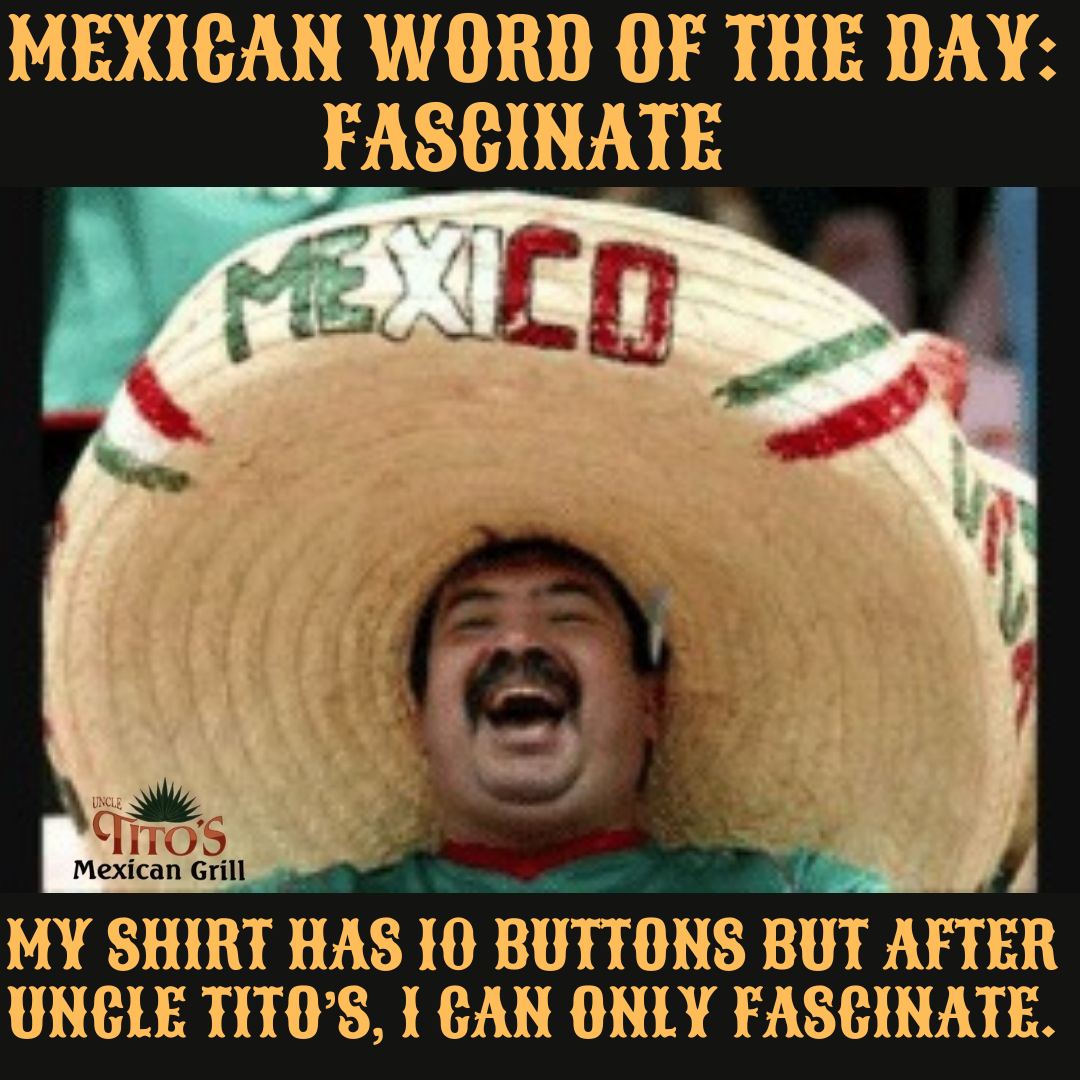 MEXICAN WORD OF THE DAY:
FASCINATE
MEXICO
UNCLE
TITO'S
Mexican Grill
MY SHIRT HAS 10 BUTTONS BUT AFTER
UNCLE TITO'S, I CAN ONLY FASCINATE.